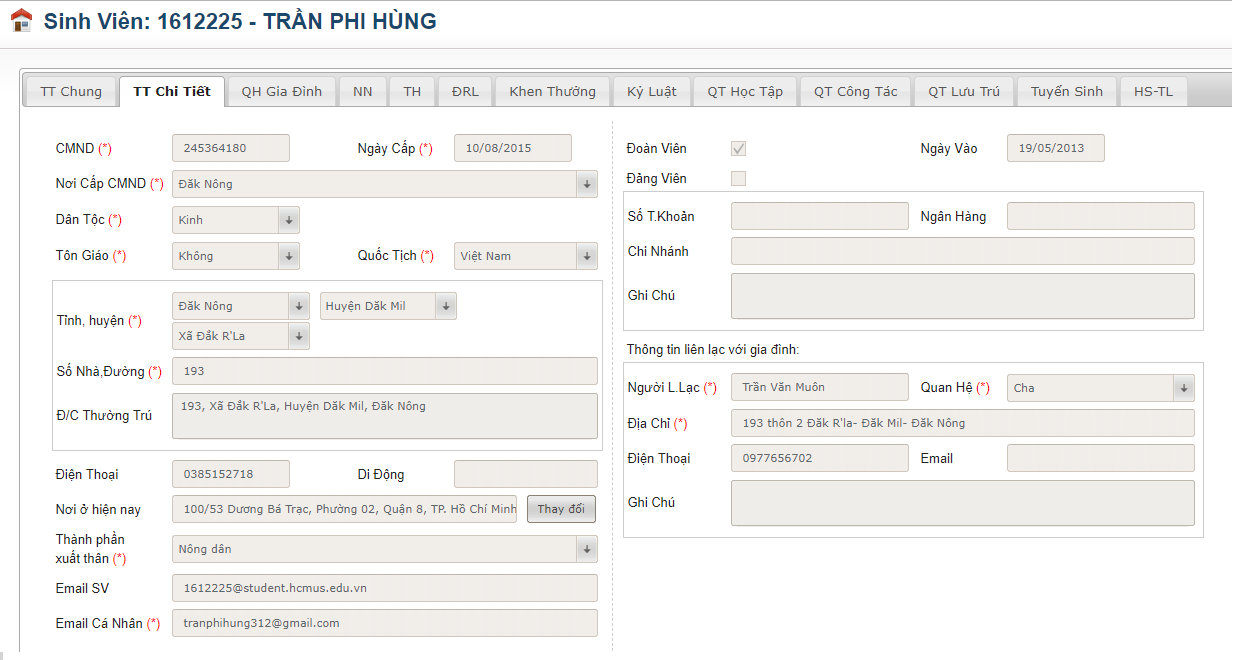 Sinh Viên: 1612225 - TRẦN PHI HÙNG
TT Chung TT Chi Tiết QH Gia Đình NN TH ĐRL Khen Thưởng Kỷ Luật QT Học Tập QT Công Tác QT Lưu Trú Tuyển Sinh HS-TL
CMND (*) 245364180 Ngày Cấp (*) 10/08/2015
Nơi Cấp CMND (*) Đăk Nông
Dân Tộc (*) Kinh
Tôn Giáo (*) Không Quốc Tịch (*) Việt Nam
Tỉnh, huyện (*) Đăk Nông Huyện Dăk Mil
Xã Đắk R'La
Số Nhà,Đường (*) 193
Đ/C Thường Trú 193, Xã Đắk R'La, Huyện Dăk Mil, Đăk Nông
Điện Thoại 0385152718 Di Động
Nơi ở hiện nay 100/53 Dương Bá Trạc, Phường 02, Quận 8, TP. Hồ Chí Minh Thay đổi
Thành phần
xuất thân (*) Nông dân
Email SV 1612225@student.hcmus.edu.vn
Email Cá Nhân (*) tranphihung312@gmail.com
Đoàn Viên Ngày Vào 19/05/2013
Đảng Viên
Số T.Khoản Ngân Hàng
Chi Nhánh
Ghi Chú
Thông tin liên lạc với gia đình:
Người L.Lạc (*) Trần Văn Muôn Quan Hệ (*) Cha
Địa Chỉ (*) 193 thôn 2 Đăk R'la- Đăk Mil- Đăk Nông
Điện Thoại 0977656702 Email
Ghi Chú